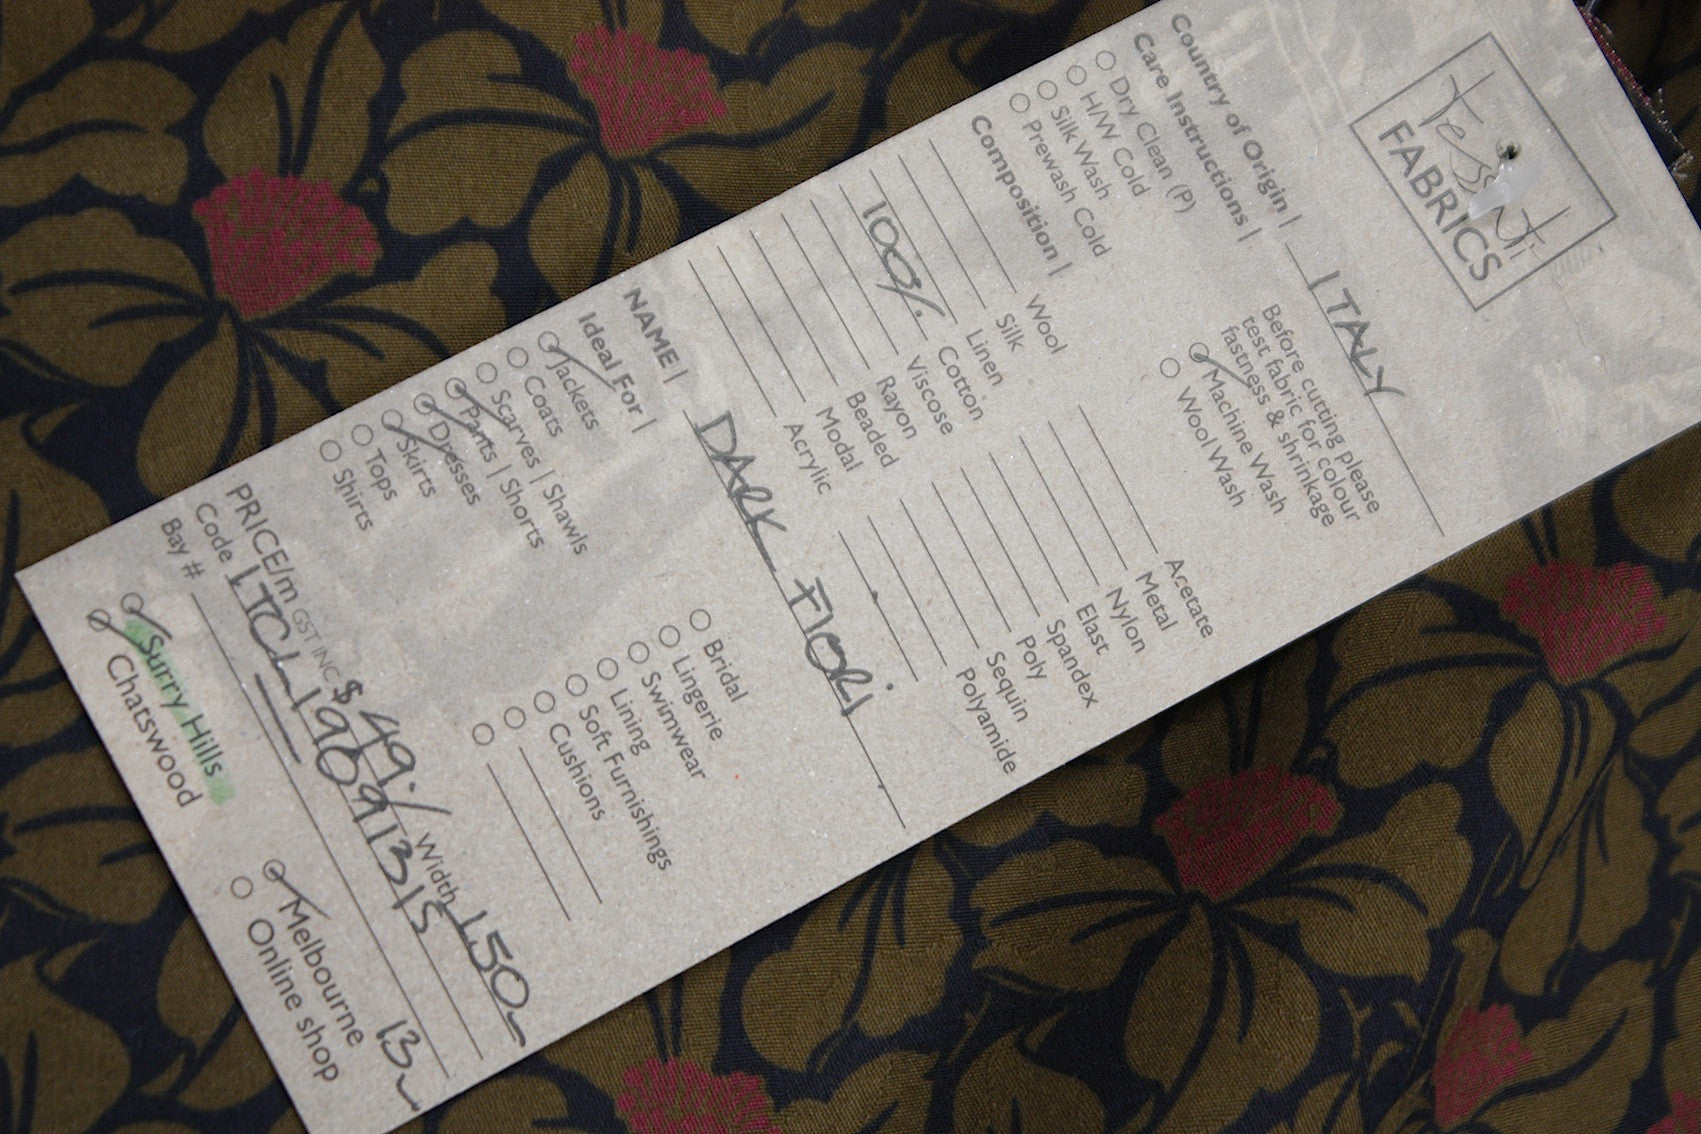 Tessuti
FABRICS
Country of Origin | ITALY
Care Instructions |
Dry Clean (P)
H/W Cold
Silk Wash
Prewash Cold
Before cutting please
test fabric for colour
fastness & shrinkage
Machine Wash
Wool Wash
Composition |
Wool Acetate
Silk Metal
Linen Nylon
100% Cotton Elast
Viscose Spandex
Rayon Poly
Beaded Sequin
Modal Polyamide
Acrylic
NAME | DARK FIORI
Ideal For |
Jackets Bridal
Coats Lingerie
Scarves | Shawls Swimwear
Pants | Shorts Lining
Dresses Soft Furnishings
Skirts Cushions
Tops
Shirts
PRICE/m GST INC $49./ Width 150
Code ITCL19091315
Bay # 13
Surry Hills Melbourne
Chatswood Online shop